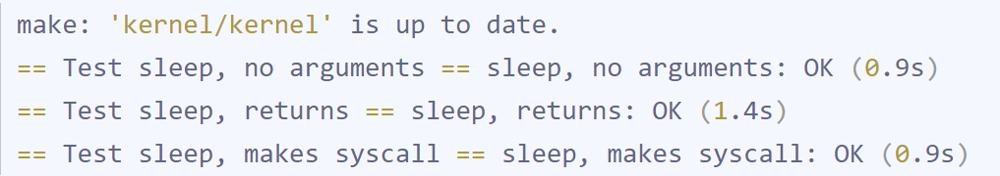 make: 'kernel/kernel' is up to date.
== Test sleep, no arguments == sleep, no arguments: OK (0.9s)
== Test sleep, returns == sleep, returns: OK (1.4s)
== Test sleep, makes syscall == sleep, makes syscall: OK (0.9s)